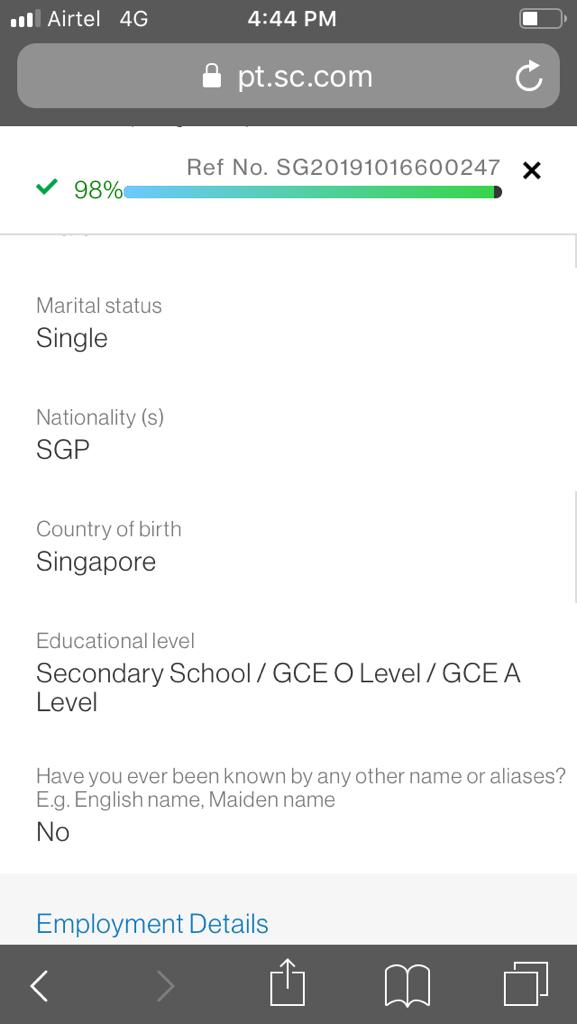 Airtel 4G 4:44 PM
pt.sc.com
Ref No. SG20191016600247
98%
Marital status
Single
Nationality (s)
SGP
Country of birth
Singapore
Educational level
Secondary School / GCE O Level / GCE A
Level
Have you ever been known by any other name or aliases?
E.g. English name, Maiden name
No
Employment Details